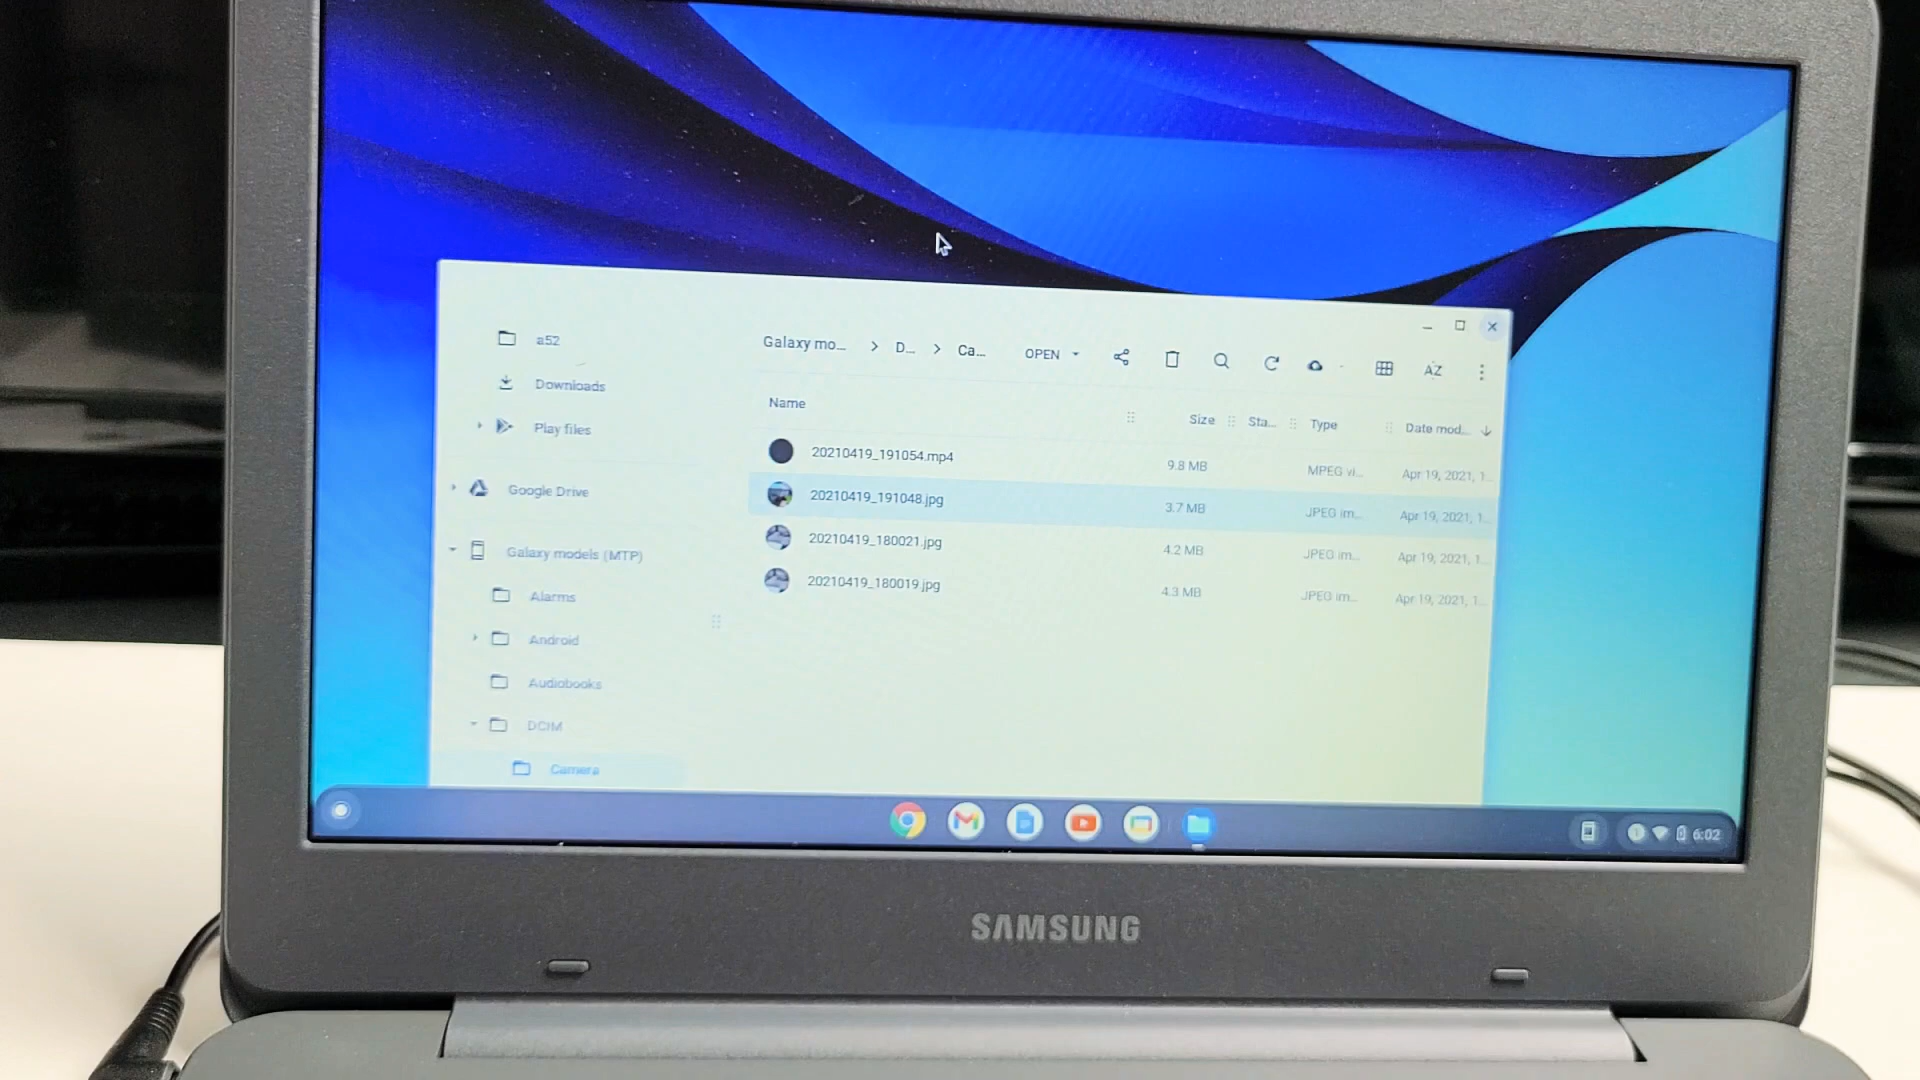 a52
Downloads
Play files
Google Drive
Galaxy models (MTP)
Alarms
Android
Audiobooks
DCIM
Camera
Galaxy mo... > D... > Ca... OPEN AZ
Name Size Sta... Type Date mod...
20210419_191054.mp4 9.8 MB MPEG vi... Apr 19, 2021, 1...
20210419_191048.jpg 3.7 MB JPEG im... Apr 19, 2021, 1...
20210419_180021.jpg 4.2 MB JPEG im... Apr 19, 2021, 1...
20210419_180019.jpg 4.3 MB JPEG im... Apr 19, 2021, 1...
6:02
SAMSUNG